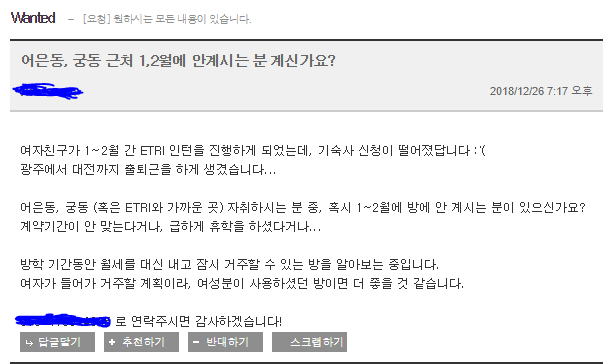 Wanted - [요청] 원하시는 모든 내용이 있습니다.
어은동, 궁동 근처 1,2월에 안계시는 분 계신가요?
2018/12/26 7:17 오후
여자친구가 1~2월 간 ETRI 인턴을 진행하게 되었는데, 기숙사 신청이 떨어졌답니다 :'(
광주에서 대전까지 출퇴근을 하게 생겼습니다...
어은동, 궁동 (혹은 ETRI와 가까운 곳) 자취하시는 분 중, 혹시 1~2월에 방에 안 계시는 분이 있으신가요?
계약기간이 안 맞는다거나, 급하게 휴학을 하셨다거나...
방학 기간동안 월세를 대신 내고 잠시 거주할 수 있는 방을 알아보는 중입니다.
여자가 들어가 거주할 계획이라, 여성분이 사용하셨던 방이면 더 좋을 것 같습니다.
로 연락주시면 감사하겠습니다!
답글달기 추천하기 반대하기 스크랩하기